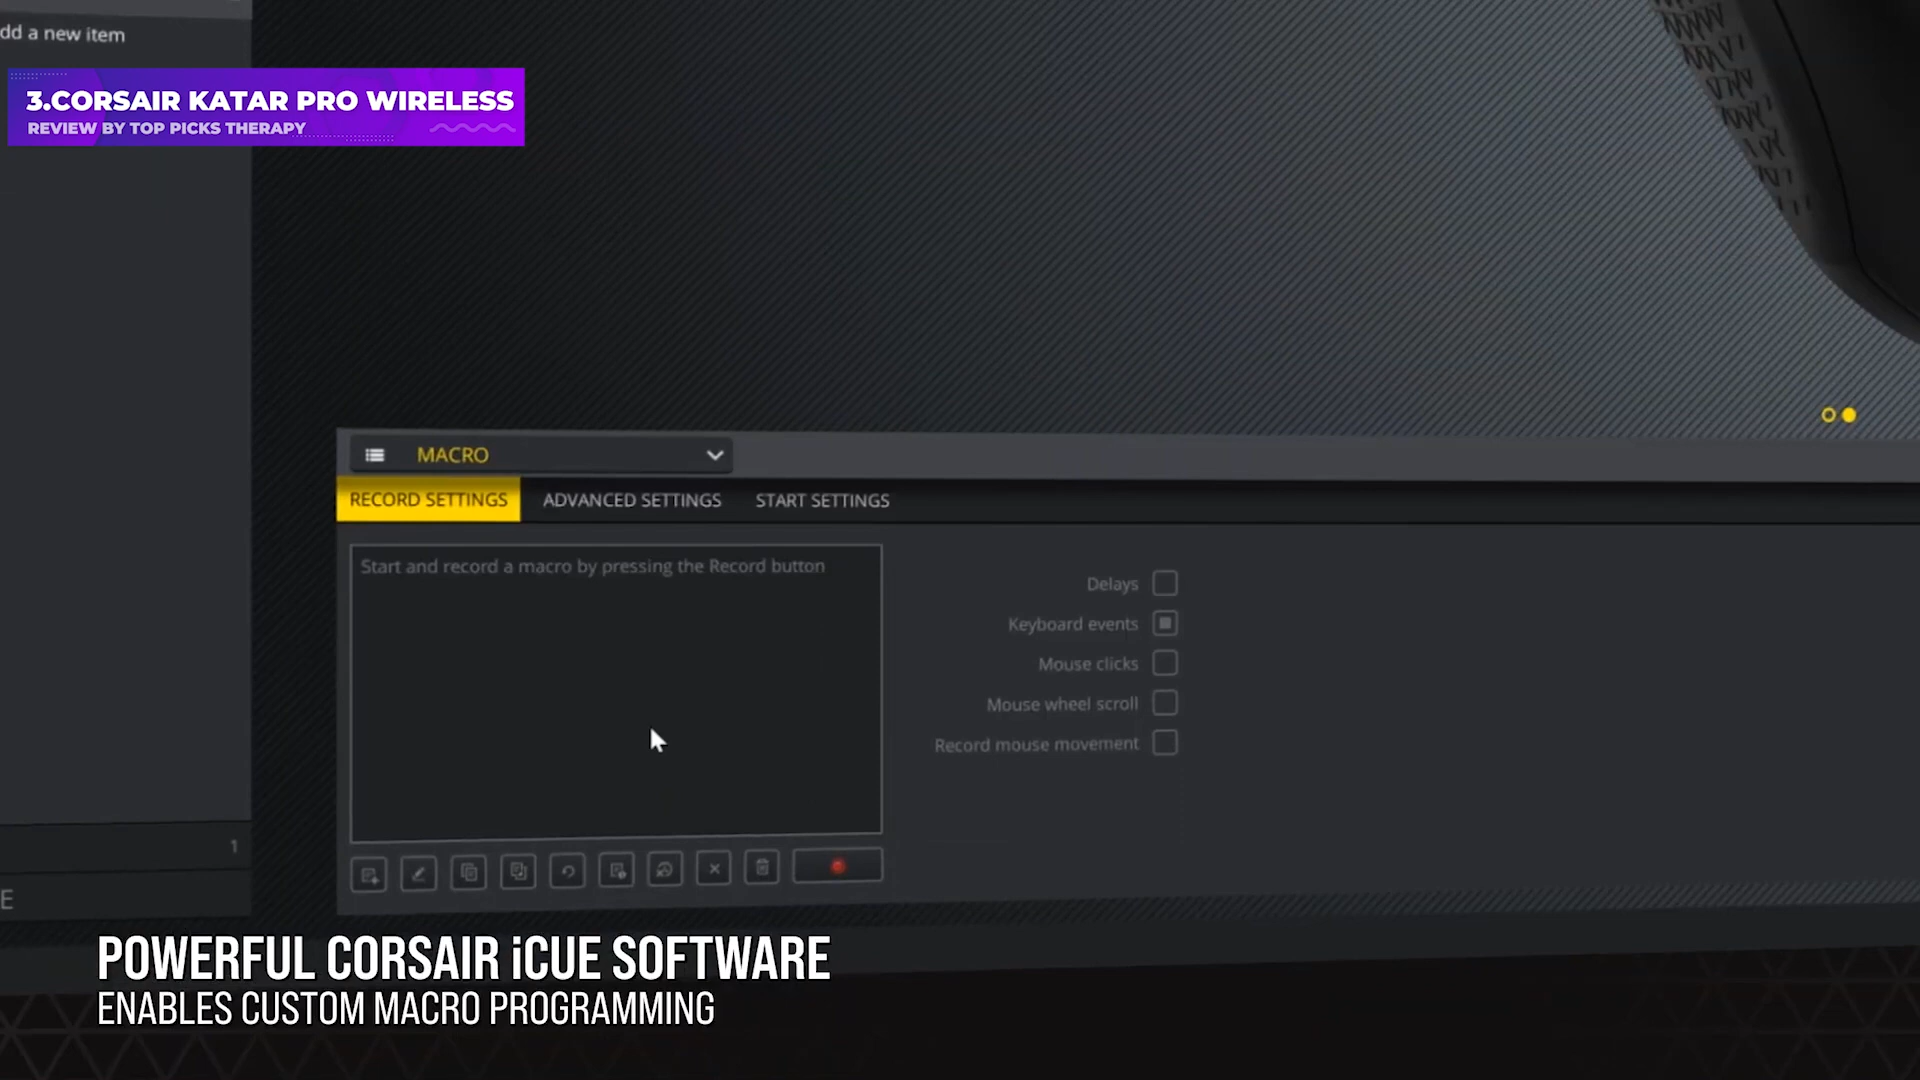 dd a new item
3.CORSAIR KATAR PRO WIRELESS
REVIEW BY TOP PICKS THERAPY
MACRO
RECORD SETTINGS
ADVANCED SETTINGS
START SETTINGS
Start and record a macro by pressing the Record button
Delays
Keyboard events
Mouse clicks
Mouse wheel scroll
Record mouse movement
1
E
POWERFUL CORSAIR iCUE SOFTWARE
ENABLES CUSTOM MACRO PROGRAMMING